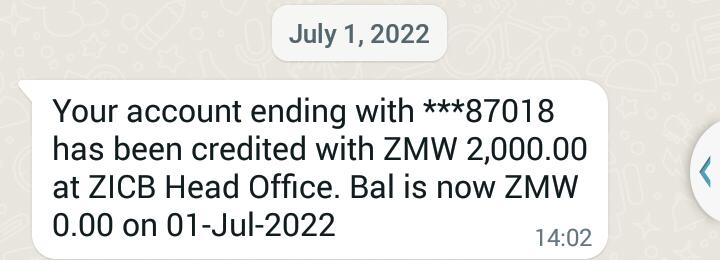 July 1, 2022
Your account ending with ***87018
has been credited with ZMW 2,000.00
at ZICB Head Office. Bal is now ZMW
0.00 on 01-Jul-2022
14:02